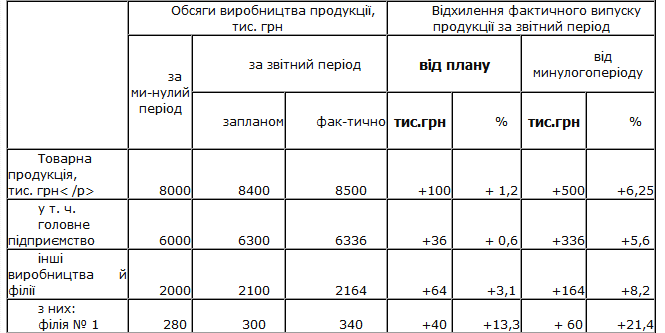 Обсяги виробництва продукції,
тис. грн
Відхилення фактичного випуску
продукції за звітний період
за
ми-нулий
період
за звітний період
від плану
від
минулогоперіоду
запланом
фак-тично
тис.грн
%
тис.грн
%
Товарна
продукція,
тис. грн< /p>
8000 8400 8500 +100 + 1,2 +500 +6,25
у т. ч.
головне
підприємство
6000 6300 6336 +36 + 0,6 +336 +5,6
інші
виробництва й
філії
2000 2100 2164 +64 +3,1 +164 +8,2
з них:
філія № 1
280 300 340 +40 +13,3 + 60 +21,4